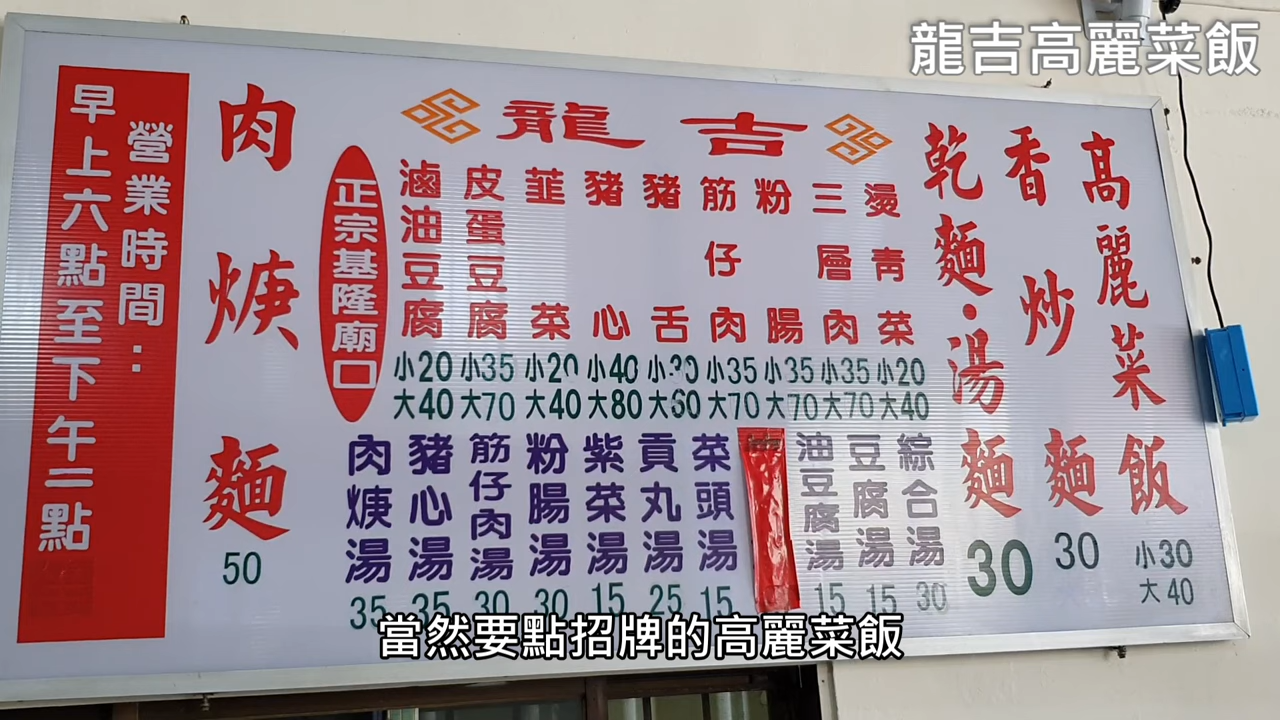 龍吉高麗菜飯
龍吉
正宗基隆廟口
高麗菜飯 小30 大40
香炒麵 30
乾麵·湯麵 30
燙青菜 小20 大40
三層肉 小35 大70
粉腸 小35 大70
筋仔肉 小35 大70
豬舌 小30 大60
豬心 小40 大80
韮菜 小20 大40
皮蛋豆腐 小35 大70
滷油豆腐 小20 大40
綜合湯 30
豆腐湯 15
油豆腐湯 15
菜頭湯 15
貢丸湯 25
紫菜湯 15
粉腸湯 30
筋仔肉湯 30
豬心湯 35
肉焿湯 35
肉焿麵 50
營業時間：
早上六點至下午二點
當然要點招牌的高麗菜飯